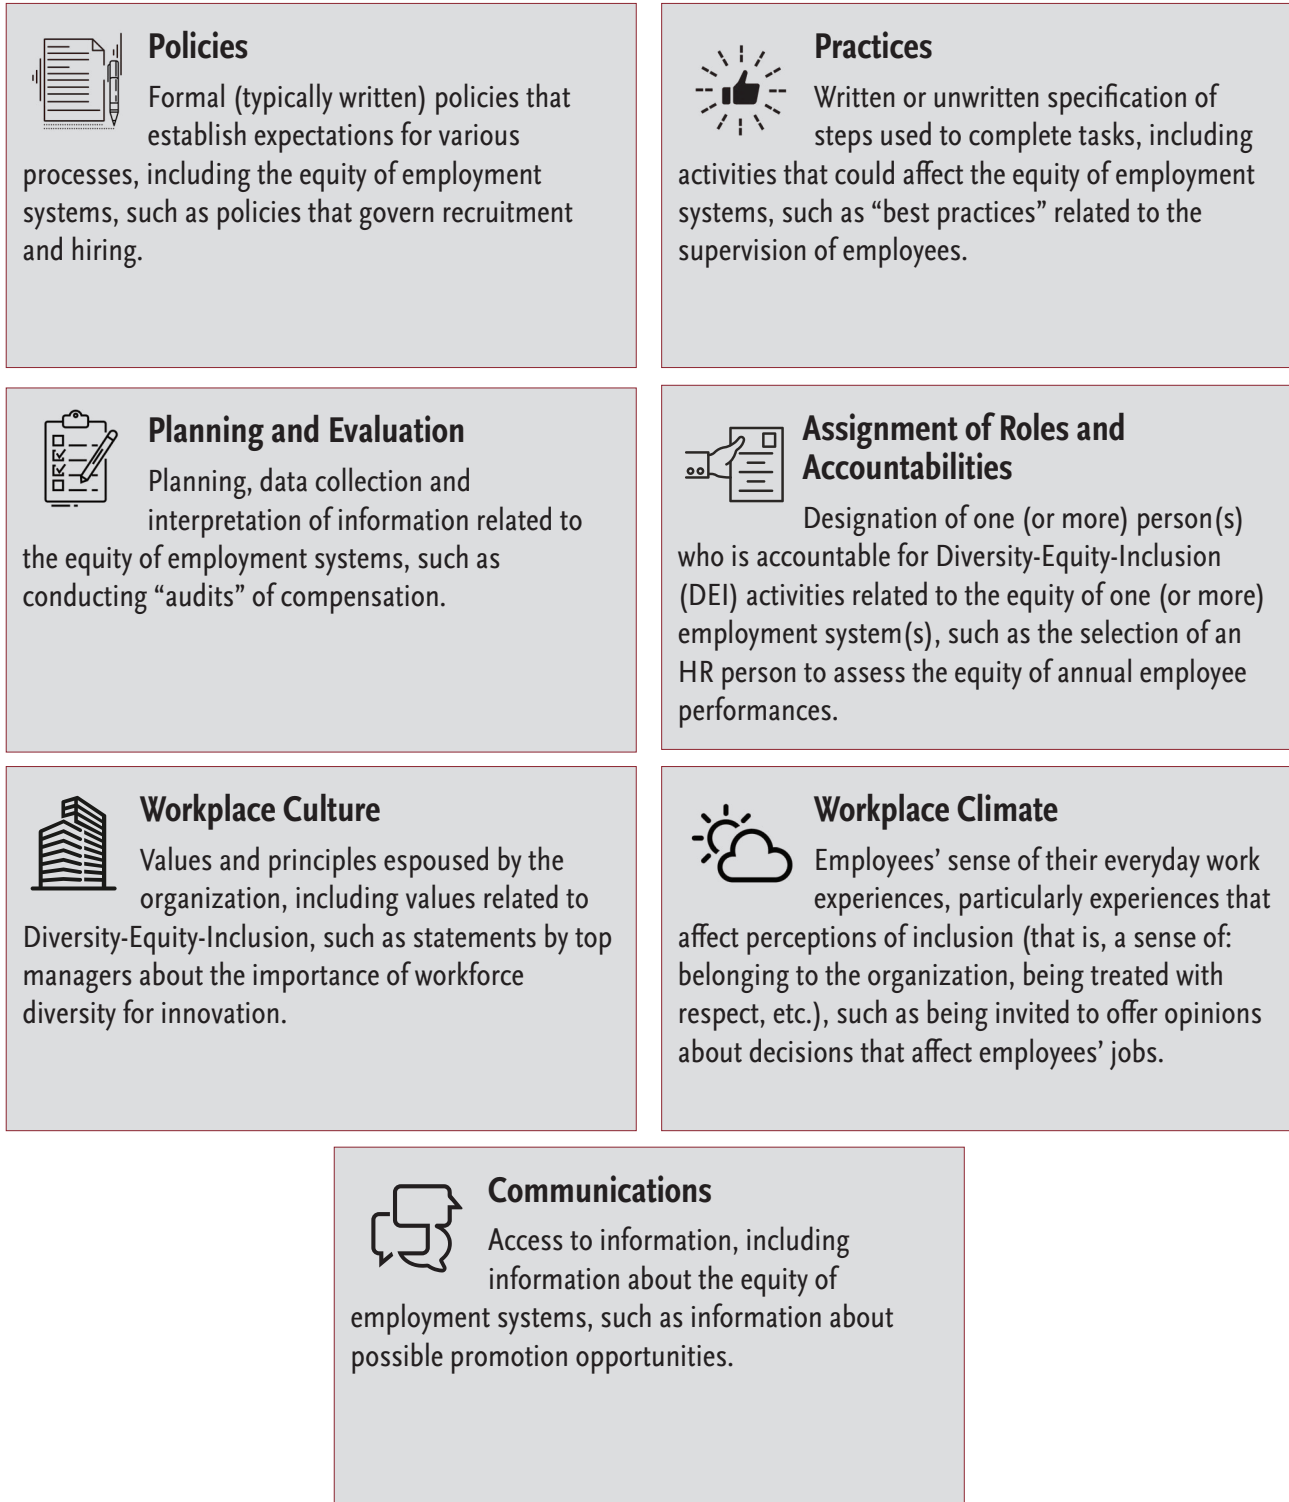 Policies
Formal (typically written) policies that
establish expectations for various
processes, including the equity of employment
systems, such as policies that govern recruitment
and hiring.
Practices
Written or unwritten specification of
steps used to complete tasks, including
activities that could affect the equity of employment
systems, such as “best practices” related to the
supervision of employees.
Planning and Evaluation
Planning, data collection and
interpretation of information related to
the equity of employment systems, such as
conducting “audits” of compensation.
Assignment of Roles and
Accountabilities
Designation of one (or more) person(s)
who is accountable for Diversity-Equity-Inclusion
(DEI) activities related to the equity of one (or more)
employment system(s), such as the selection of an
HR person to assess the equity of annual employee
performances.
Workplace Culture
Values and principles espoused by the
organization, including values related to
Diversity-Equity-Inclusion, such as statements by top
managers about the importance of workforce
diversity for innovation.
Workplace Climate
Employees’ sense of their everyday work
experiences, particularly experiences that
affect perceptions of inclusion (that is, a sense of:
belonging to the organization, being treated with
respect, etc.), such as being invited to offer opinions
about decisions that affect employees’ jobs.
Communications
Access to information, including
information about the equity of
employment systems, such as information about
possible promotion opportunities.